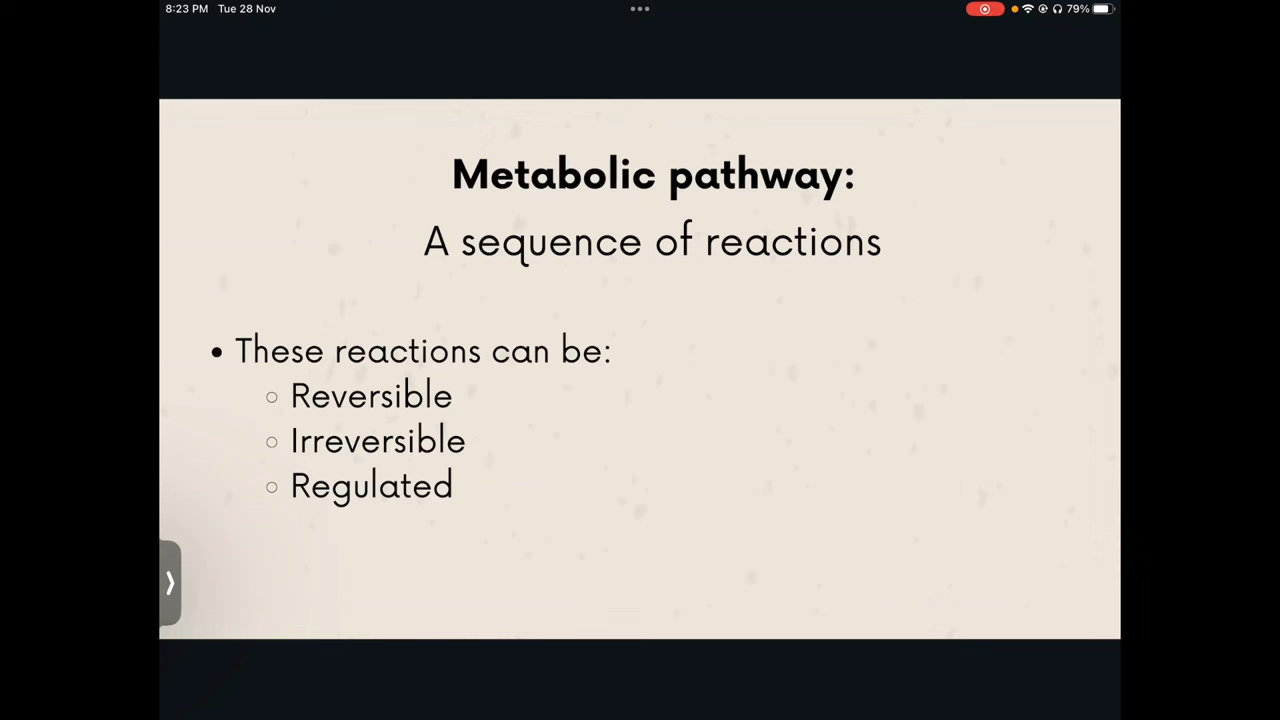 8:23 PM Tue 28 Nov
79%
Metabolic pathway:
A sequence of reactions
• These reactions can be:
○ Reversible
○ Irreversible
○ Regulated